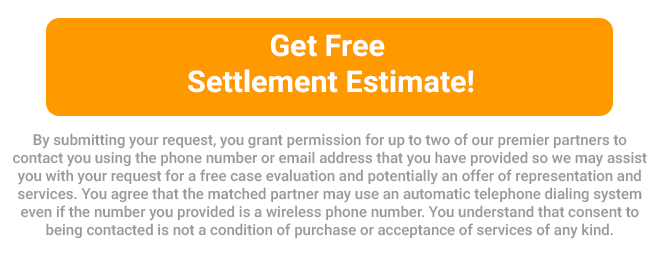 Get Free
Settlement Estimate!
By submitting your request, you grant permission for up to two of our premier partners to
contact you using the phone number or email address that you have provided so we may assist
you with your request for a free case evaluation and potentially an offer of representation and
services. You agree that the matched partner may use an automatic telephone dialing system
even if the number you provided is a wireless phone number. You understand that consent to
being contacted is not a condition of purchase or acceptance of services of any kind.